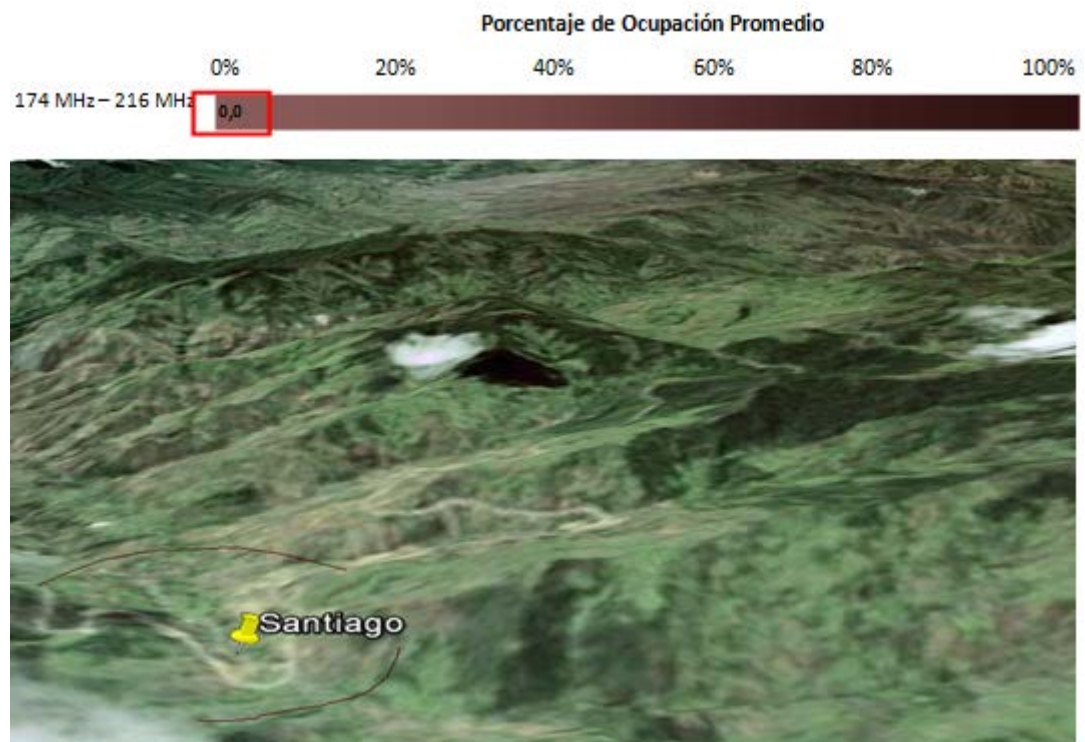 Porcentaje de Ocupación Promedio
0% 20% 40% 60% 80% 100%
174 MHz – 216 MHz 0,0
Santiago